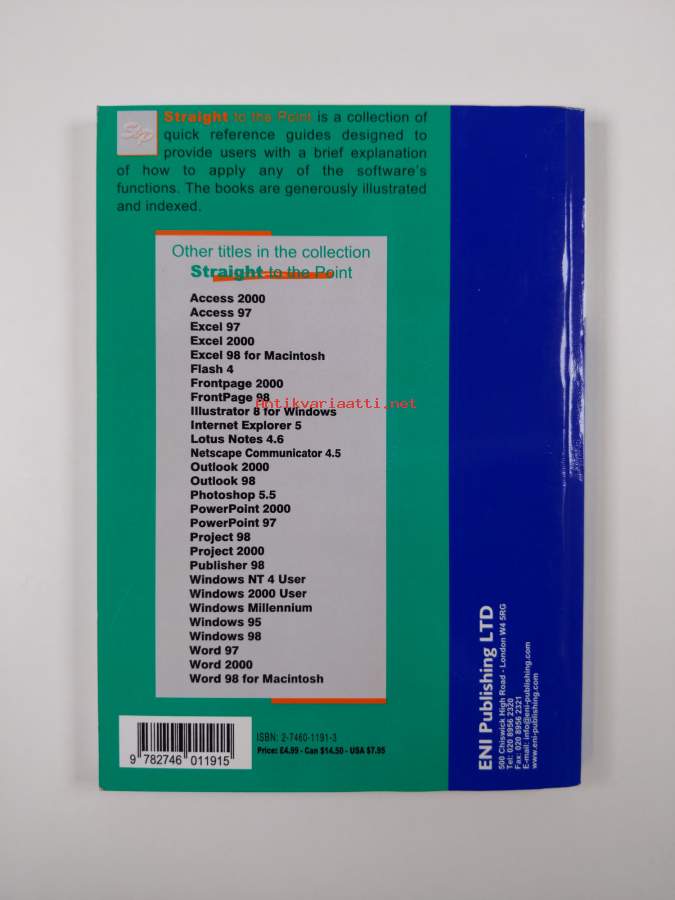 Stp
Straight to the Point is a collection of
quick reference guides designed to
provide users with a brief explanation
of how to apply any of the software's
functions. The books are generously illustrated
and indexed.
Other titles in the collection
Straight to the Point
Access 2000
Access 97
Excel 97
Excel 2000
Excel 98 for Macintosh
Flash 4
Frontpage 2000
FrontPage 98
Antikvariaatti.net
Illustrator 8 for Windows
Internet Explorer 5
Lotus Notes 4.6
Netscape Communicator 4.5
Outlook 2000
Outlook 98
Photoshop 5.5
PowerPoint 2000
PowerPoint 97
Project 98
Project 2000
Publisher 98
Windows NT 4 User
Windows 2000 User
Windows Millennium
Windows 95
Windows 98
Word 97
Word 2000
Word 98 for Macintosh
ISBN: 2-7460-1191-3
Price: £4.99 - Can $14.50 - USA $7.95
9 782746 011915
ENI Publishing LTD
500 Chiswick High Road - London W4 5RG
Tel: 020 8956 2320
Fax: 020 8956 2321
E-mail: info@eni-publishing.com
www.eni-publishing.com